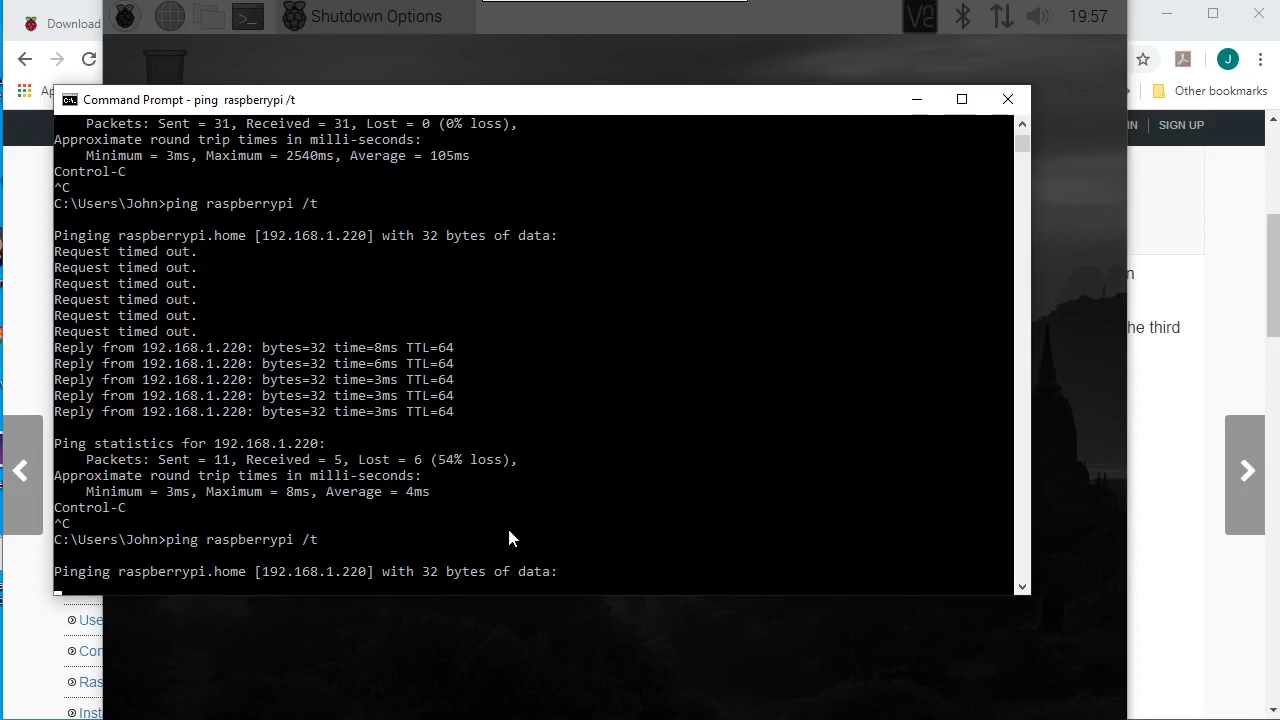 Download
Shutdown Options
19:57
J
Other bookmarks
Command Prompt - ping raspberrypi /t
IN
SIGN UP
Packets: Sent = 31, Received = 31, Lost = 0 (0% loss),
Approximate round trip times in milli-seconds:
Minimum = 3ms, Maximum = 2540ms, Average = 105ms
Control-C
^C
C:\Users\John>ping raspberrypi /t
Pinging raspberrypi.home [192.168.1.220] with 32 bytes of data:
Request timed out.
Request timed out.
Request timed out.
Request timed out.
Request timed out.
Request timed out.
Reply from 192.168.1.220: bytes=32 time=8ms TTL=64
Reply from 192.168.1.220: bytes=32 time=6ms TTL=64
Reply from 192.168.1.220: bytes=32 time=3ms TTL=64
Reply from 192.168.1.220: bytes=32 time=3ms TTL=64
Reply from 192.168.1.220: bytes=32 time=3ms TTL=64
he third
Ping statistics for 192.168.1.220:
Packets: Sent = 11, Received = 5, Lost = 6 (54% loss),
Approximate round trip times in milli-seconds:
Minimum = 3ms, Maximum = 8ms, Average = 4ms
Control-C
^C
C:\Users\John>ping raspberrypi /t
Pinging raspberrypi.home [192.168.1.220] with 32 bytes of data:
Use
Cor
Ras
Inst